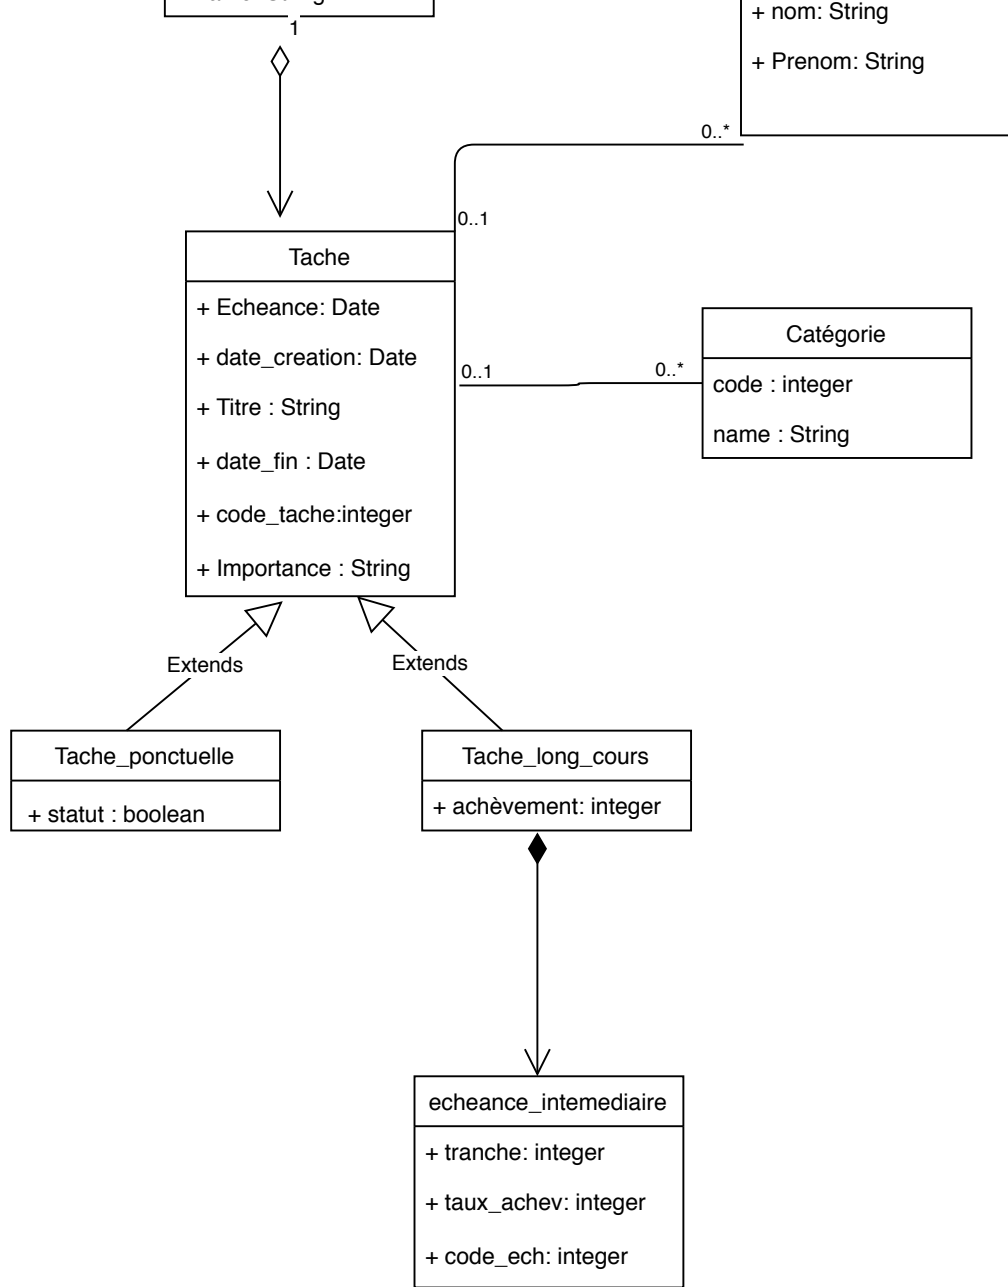 1
+ nom: String
+ Prenom: String
0..*
0..1
Tache
+ Echeance: Date
+ date_creation: Date
+ Titre : String
+ date_fin : Date
+ code_tache:integer
+ Importance : String
0..1
0..*
Catégorie
code : integer
name : String
Extends
Extends
Tache_ponctuelle
+ statut : boolean
Tache_long_cours
+ achèvement: integer
echeance_intemediaire
+ tranche: integer
+ taux_achev: integer
+ code_ech: integer